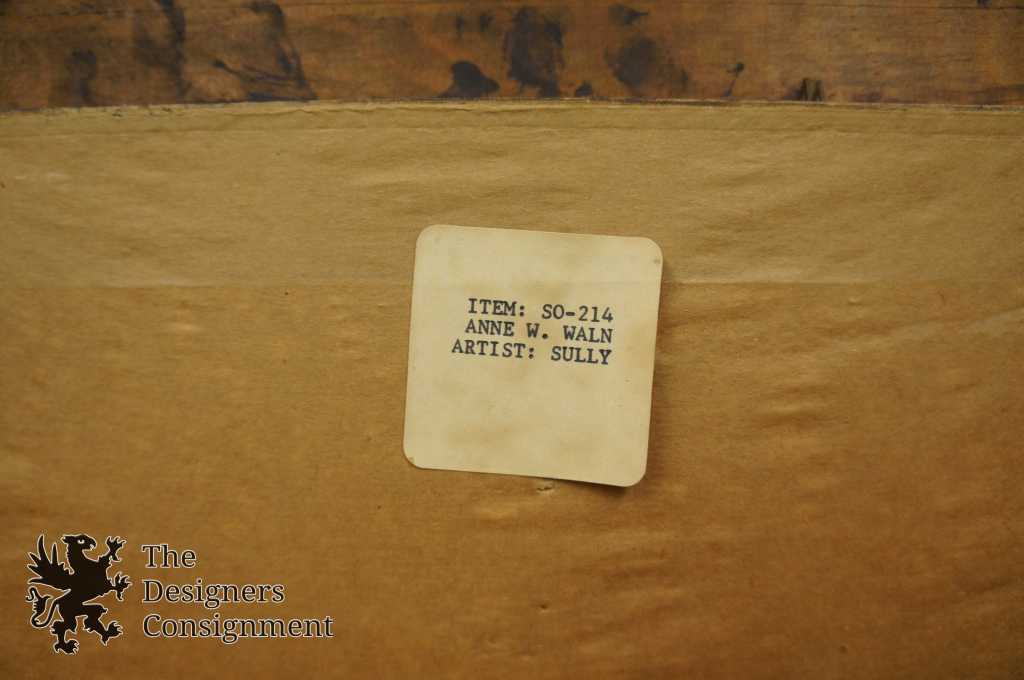 ITEM: SO-214
ANNE W. WALN
ARTIST: SULLY
The
Designers
Consignment